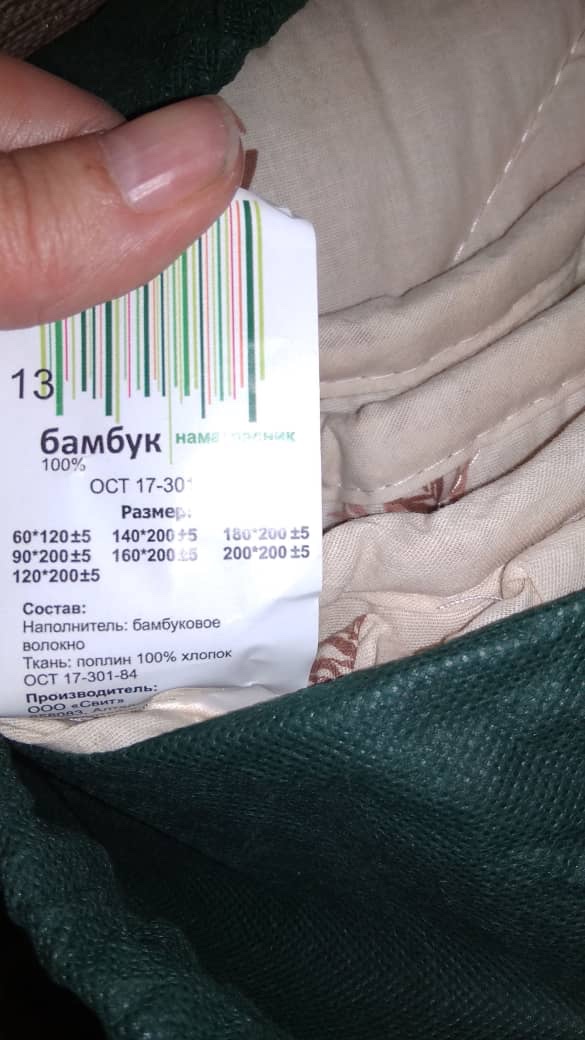 13
бамбук наматрасник
100%
ОСТ 17-301
Размер:
60*120±5 140*200±5 180*200±5
90*200±5 160*200±5 200*200±5
120*200±5
Состав:
Наполнитель: бамбуковое
волокно
Ткань: поплин 100% хлопок
ОСТ 17-301-84
Производитель:
ООО «Свит»